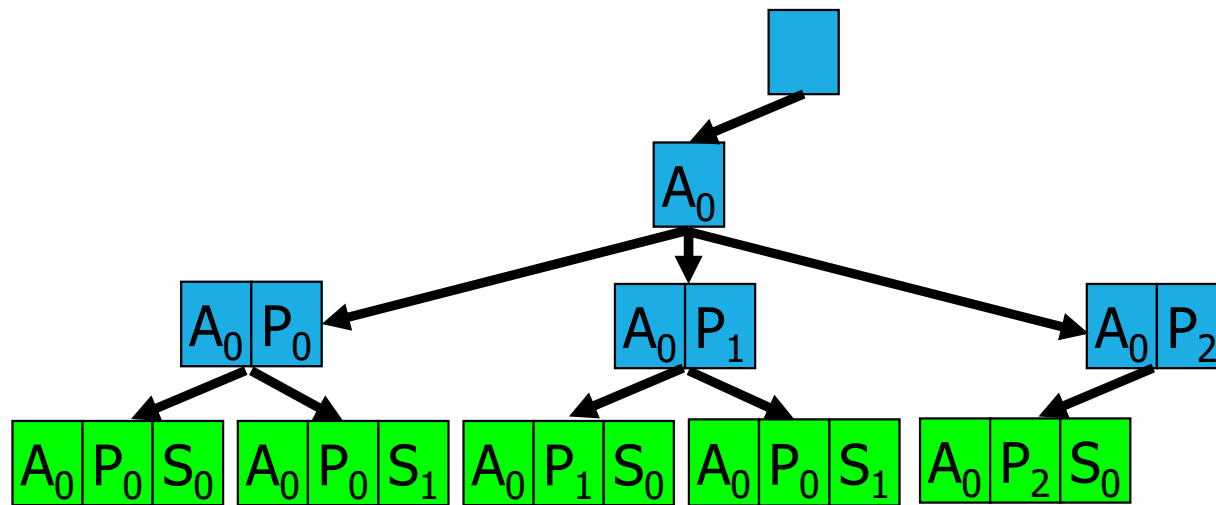 A₀
A₀ P₀ A₀ P₁ A₀ P₂
A₀ P₀ S₀ A₀ P₀ S₁ A₀ P₁ S₀ A₀ P₀ S₁ A₀ P₂ S₀